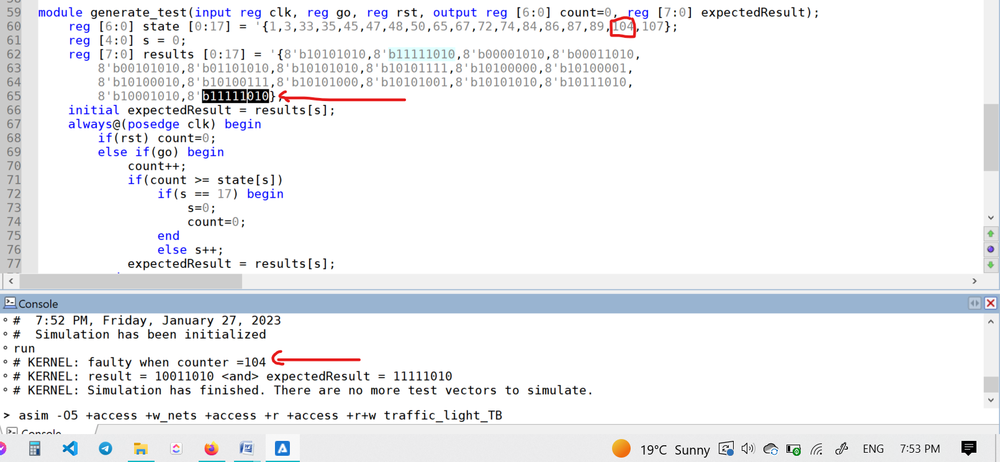 59 module generate_test(input reg clk, reg go, reg rst, output reg [6:0] count=0, reg [7:0] expectedResult);
60 reg [6:0] state [0:17] = '{1,3,33,35,45,47,48,50,65,67,72,74,84,86,87,89,104,107};
61 reg [4:0] s = 0;
62 reg [7:0] results [0:17] = '{8'b10101010,8'b11111010,8'b00001010,8'b00011010,
63 8'b00101010,8'b01101010,8'b10101010,8'b10101111,8'b10100000,8'b10100001,
64 8'b10100010,8'b10100111,8'b10101000,8'b10101001,8'b10101010,8'b10111010,
65 8'b10001010,8'b11111010};
66 initial expectedResult = results[s];
67 always@(posedge clk) begin
68 if(rst) count=0;
69 else if(go) begin
70 count++;
71 if(count >= state[s])
72 if(s == 17) begin
73 s=0;
74 count=0;
75 end
76 else s++;
77 expectedResult = results[s];
Console
# 7:52 PM, Friday, January 27, 2023
# Simulation has been initialized
run
# KERNEL: faulty when counter =104
# KERNEL: result = 10011010 <and> expectedResult = 11111010
# KERNEL: Simulation has finished. There are no more test vectors to simulate.
> asim -O5 +access +w_nets +access +r +access +r+w traffic_light_TB
Console
19°C Sunny ENG 7:53 PM